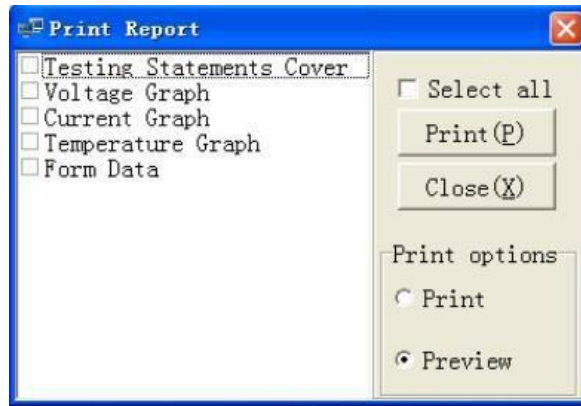 Print Report
Testing Statements Cover
Voltage Graph
Current Graph
Temperature Graph
Form Data
Select all
Print(P)
Close(X)
Print options
Print
Preview